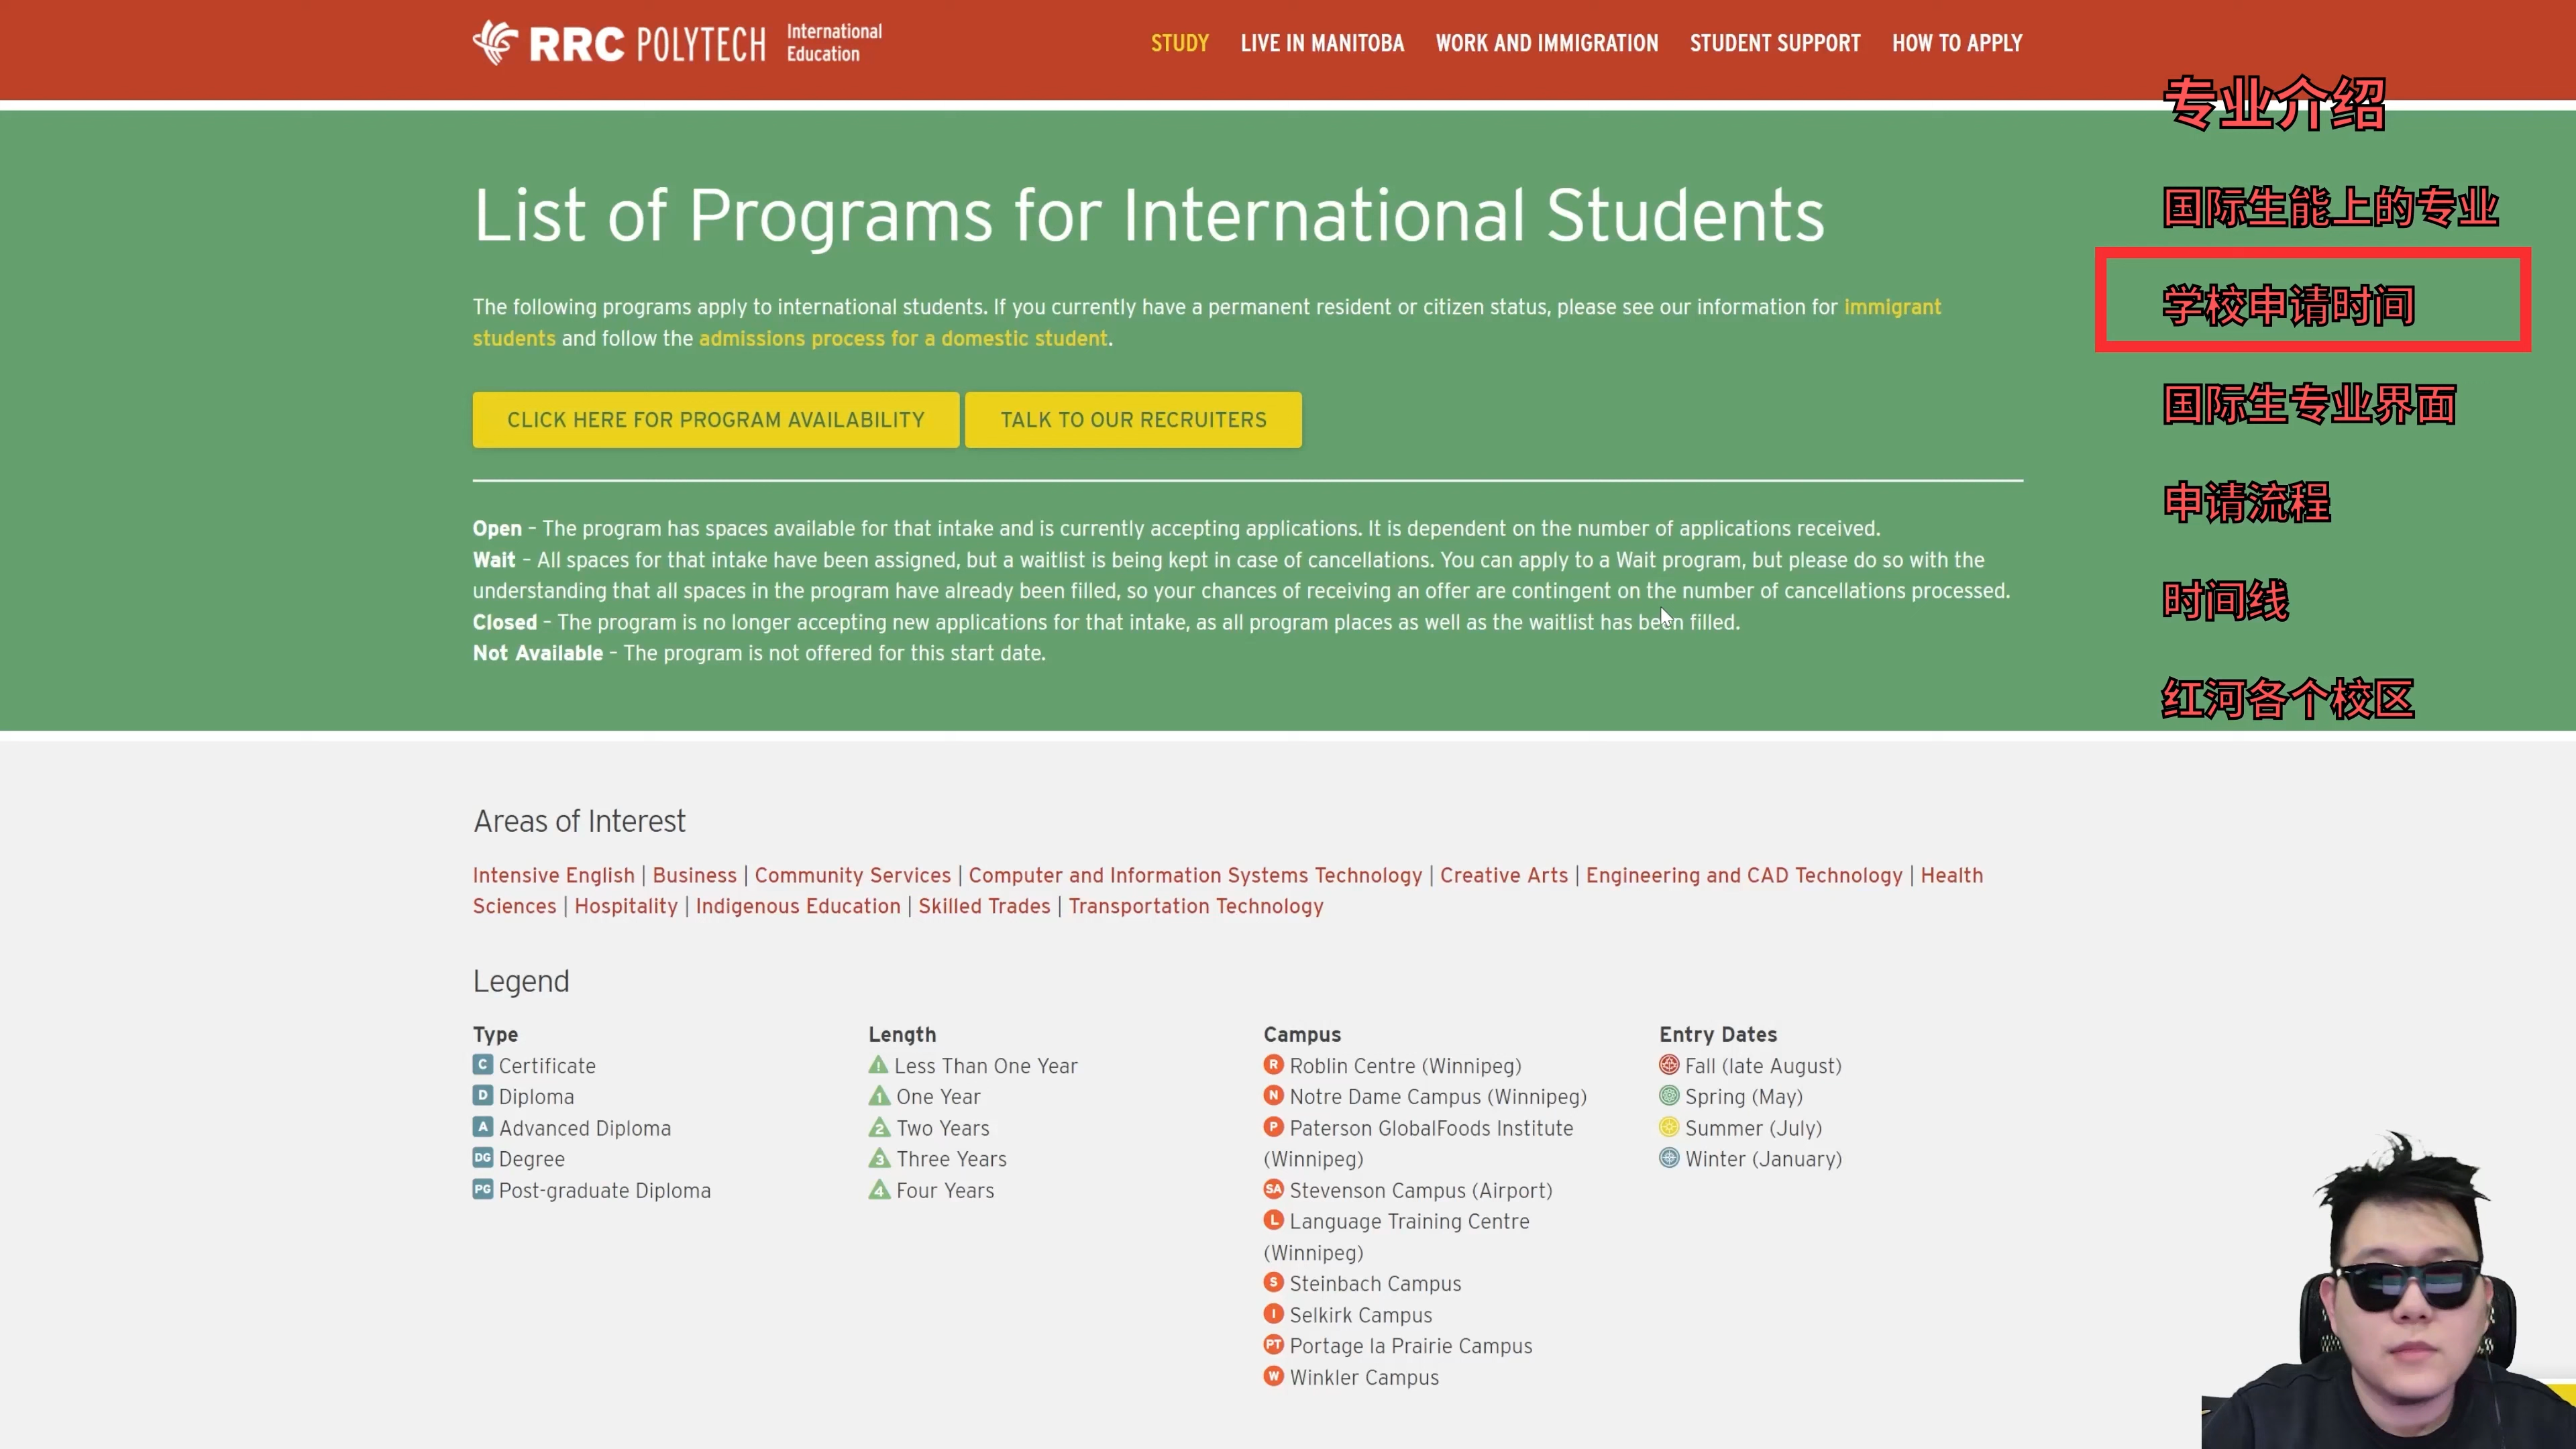 RRC POLYTECH International Education
STUDY LIVE IN MANITOBA WORK AND IMMIGRATION STUDENT SUPPORT HOW TO APPLY
专业介绍
国际生能上的专业
学校申请时间
国际生专业界面
申请流程
时间线
红河各个校区
List of Programs for International Students
The following programs apply to international students. If you currently have a permanent resident or citizen status, please see our information for immigrant
students and follow the admissions process for a domestic student.
CLICK HERE FOR PROGRAM AVAILABILITY
TALK TO OUR RECRUITERS
Open – The program has spaces available for that intake and is currently accepting applications. It is dependent on the number of applications received.
Wait – All spaces for that intake have been assigned, but a waitlist is being kept in case of cancellations. You can apply to a Wait program, but please do so with the
understanding that all spaces in the program have already been filled, so your chances of receiving an offer are contingent on the number of cancellations processed.
Closed – The program is no longer accepting new applications for that intake, as all program places as well as the waitlist has been filled.
Not Available – The program is not offered for this start date.
Areas of Interest
Intensive English | Business | Community Services | Computer and Information Systems Technology | Creative Arts | Engineering and CAD Technology | Health
Sciences | Hospitality | Indigenous Education | Skilled Trades | Transportation Technology
Legend
Type
C Certificate
D Diploma
A Advanced Diploma
DG Degree
PG Post-graduate Diploma
Length
! Less Than One Year
1 One Year
2 Two Years
3 Three Years
4 Four Years
Campus
R Roblin Centre (Winnipeg)
N Notre Dame Campus (Winnipeg)
P Paterson GlobalFoods Institute
(Winnipeg)
SA Stevenson Campus (Airport)
L Language Training Centre
(Winnipeg)
S Steinbach Campus
I Selkirk Campus
PT Portage la Prairie Campus
W Winkler Campus
Entry Dates
Fall (late August)
Spring (May)
Summer (July)
Winter (January)